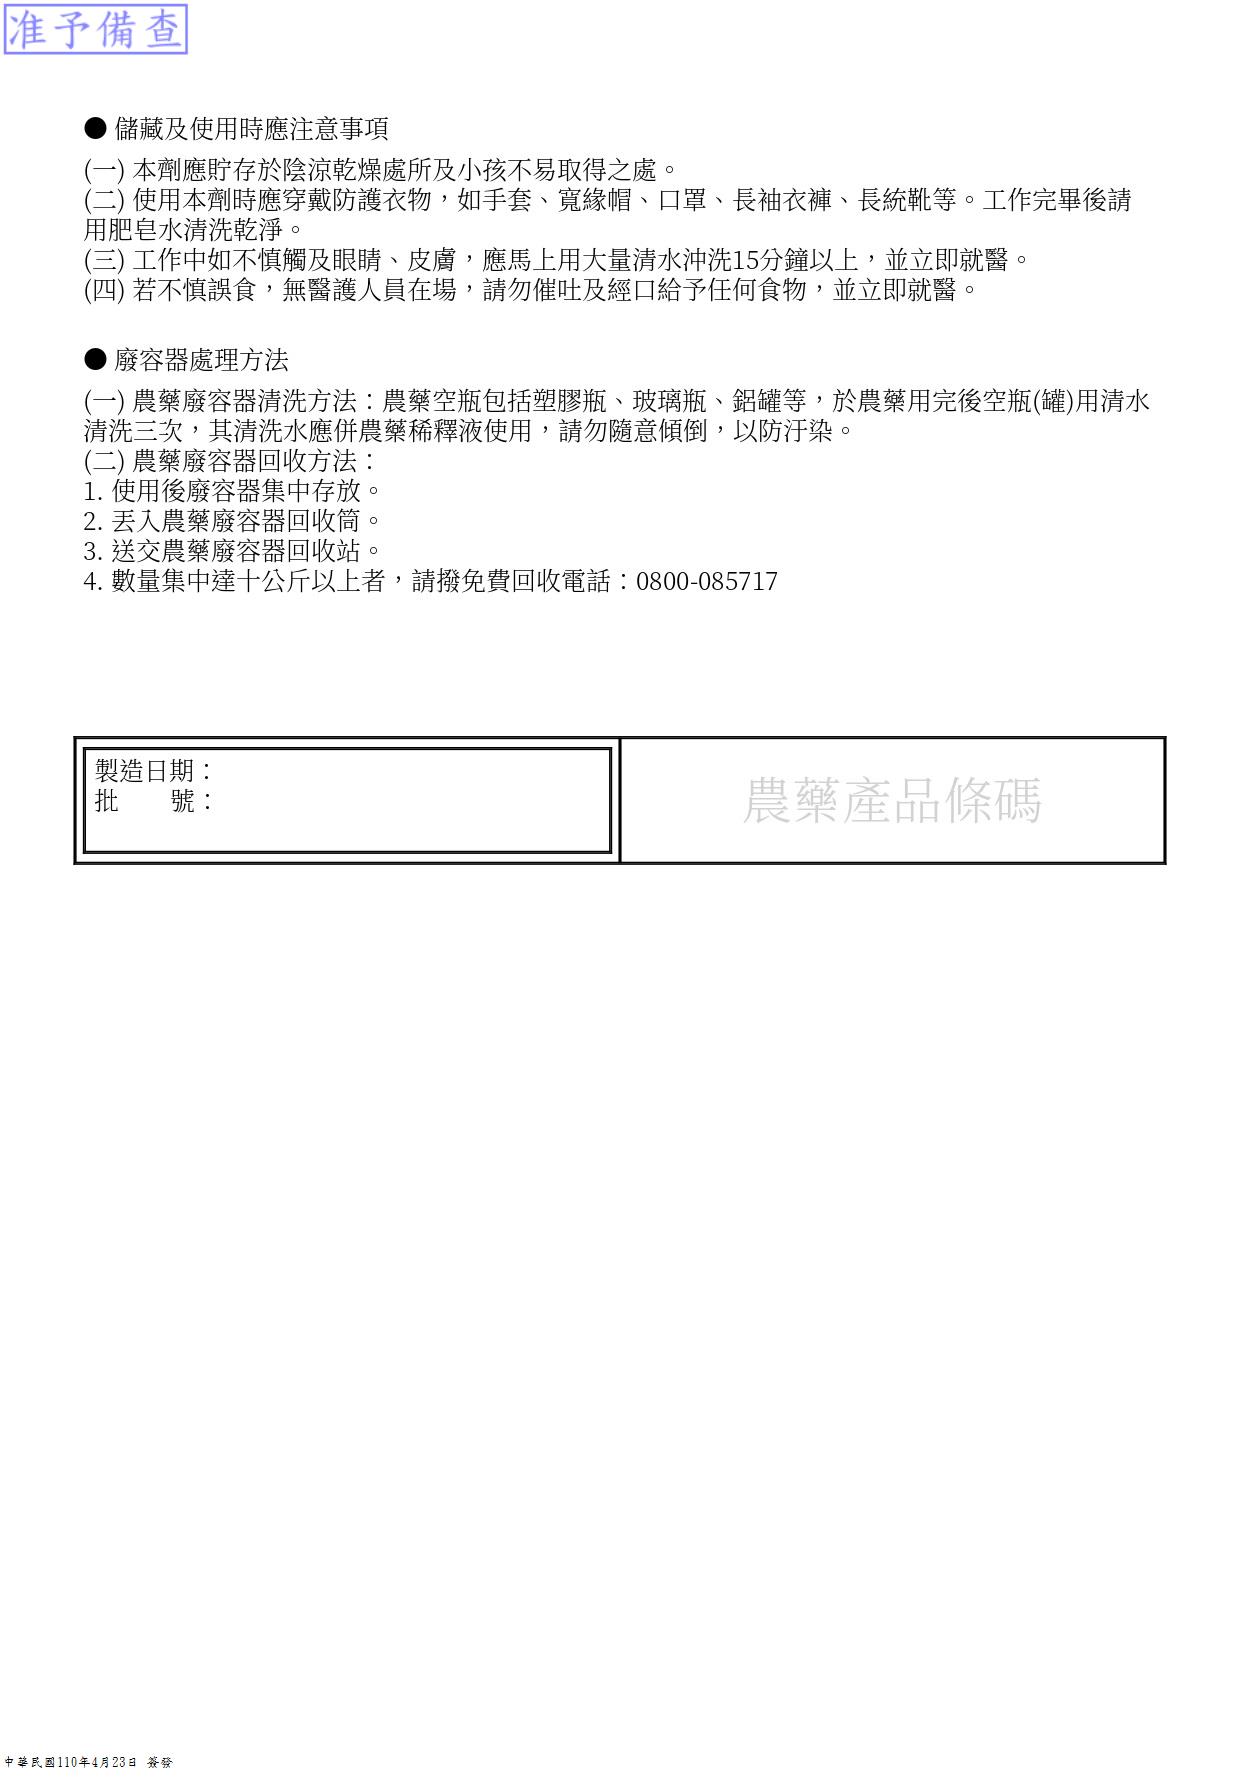 准予備查
● 儲藏及使用時應注意事項
(一) 本劑應貯存於陰涼乾燥處所及小孩不易取得之處。
(二) 使用本劑時應穿戴防護衣物，如手套、寬緣帽、口罩、長袖衣褲、長統靴等。工作完畢後請
用肥皂水清洗乾淨。
(三) 工作中如不慎觸及眼睛、皮膚，應馬上用大量清水沖洗15分鐘以上，並立即就醫。
(四) 若不慎誤食，無醫護人員在場，請勿催吐及經口給予任何食物，並立即就醫。
● 廢容器處理方法
(一) 農藥廢容器清洗方法：農藥空瓶包括塑膠瓶、玻璃瓶、鋁罐等，於農藥用完後空瓶(罐)用清水
清洗三次，其清洗水應併農藥稀釋液使用，請勿隨意傾倒，以防汙染。
(二) 農藥廢容器回收方法：
1. 使用後廢容器集中存放。
2. 丟入農藥廢容器回收筒。
3. 送交農藥廢容器回收站。
4. 數量集中達十公斤以上者，請撥免費回收電話：0800-085717
製造日期：
批　　號：
農藥產品條碼
中華民國110年4月23日 簽發